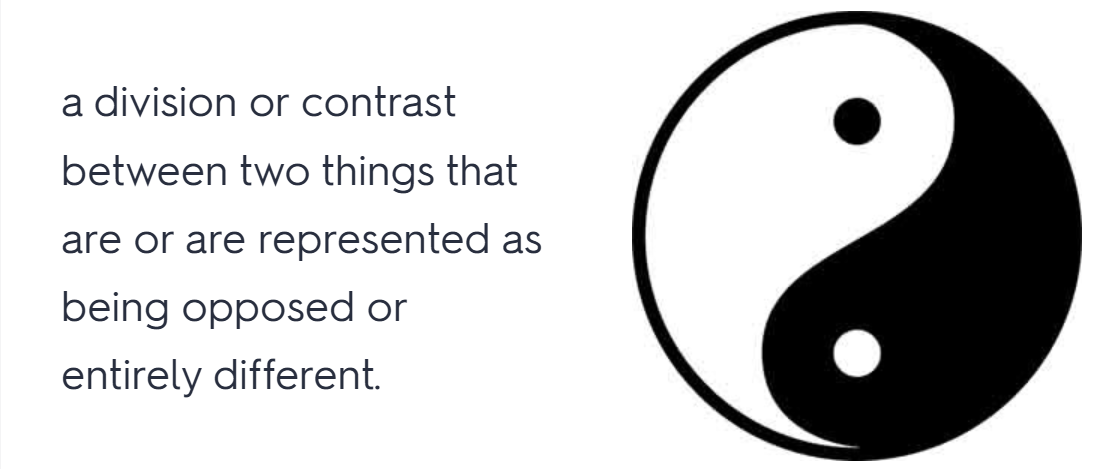 a division or contrast
between two things that
are or are represented as
being opposed or
entirely different.